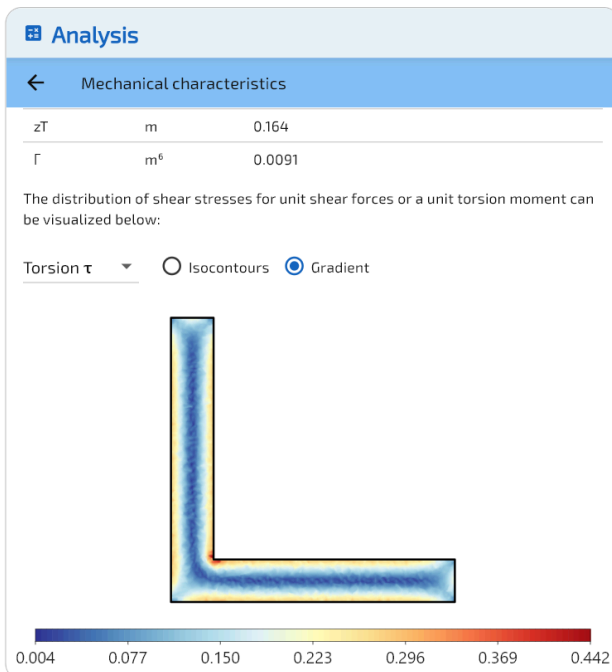 Analysis
Mechanical characteristics
zT m 0.164
Γ m⁶ 0.0091
The distribution of shear stresses for unit shear forces or a unit torsion moment can
be visualized below:
Torsion τ Isocontours Gradient
0.004 0.077 0.150 0.223 0.296 0.369 0.442